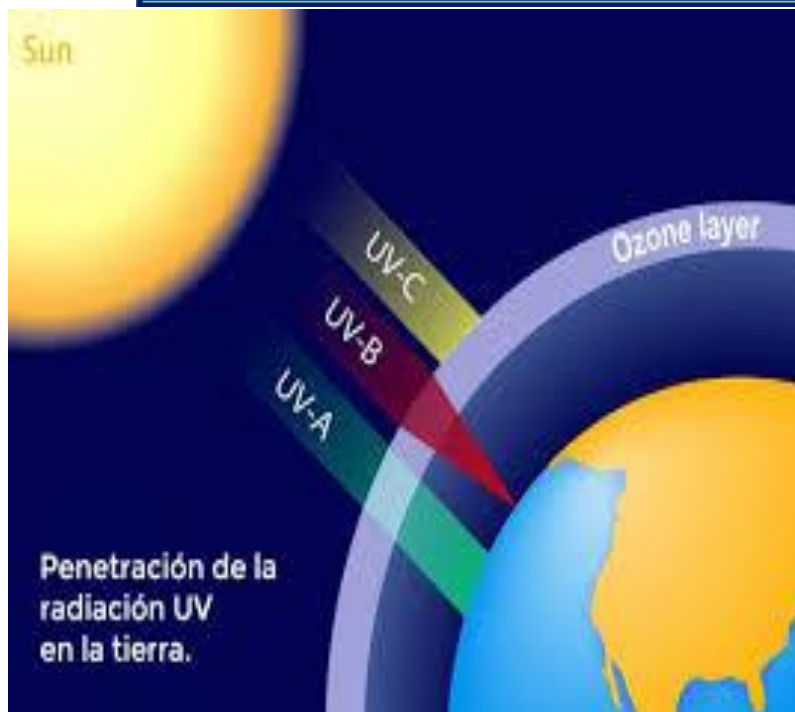 Sun
Ozone layer
UV-C
UV-B
UV-A
Penetración de la
radiación UV
en la tierra.